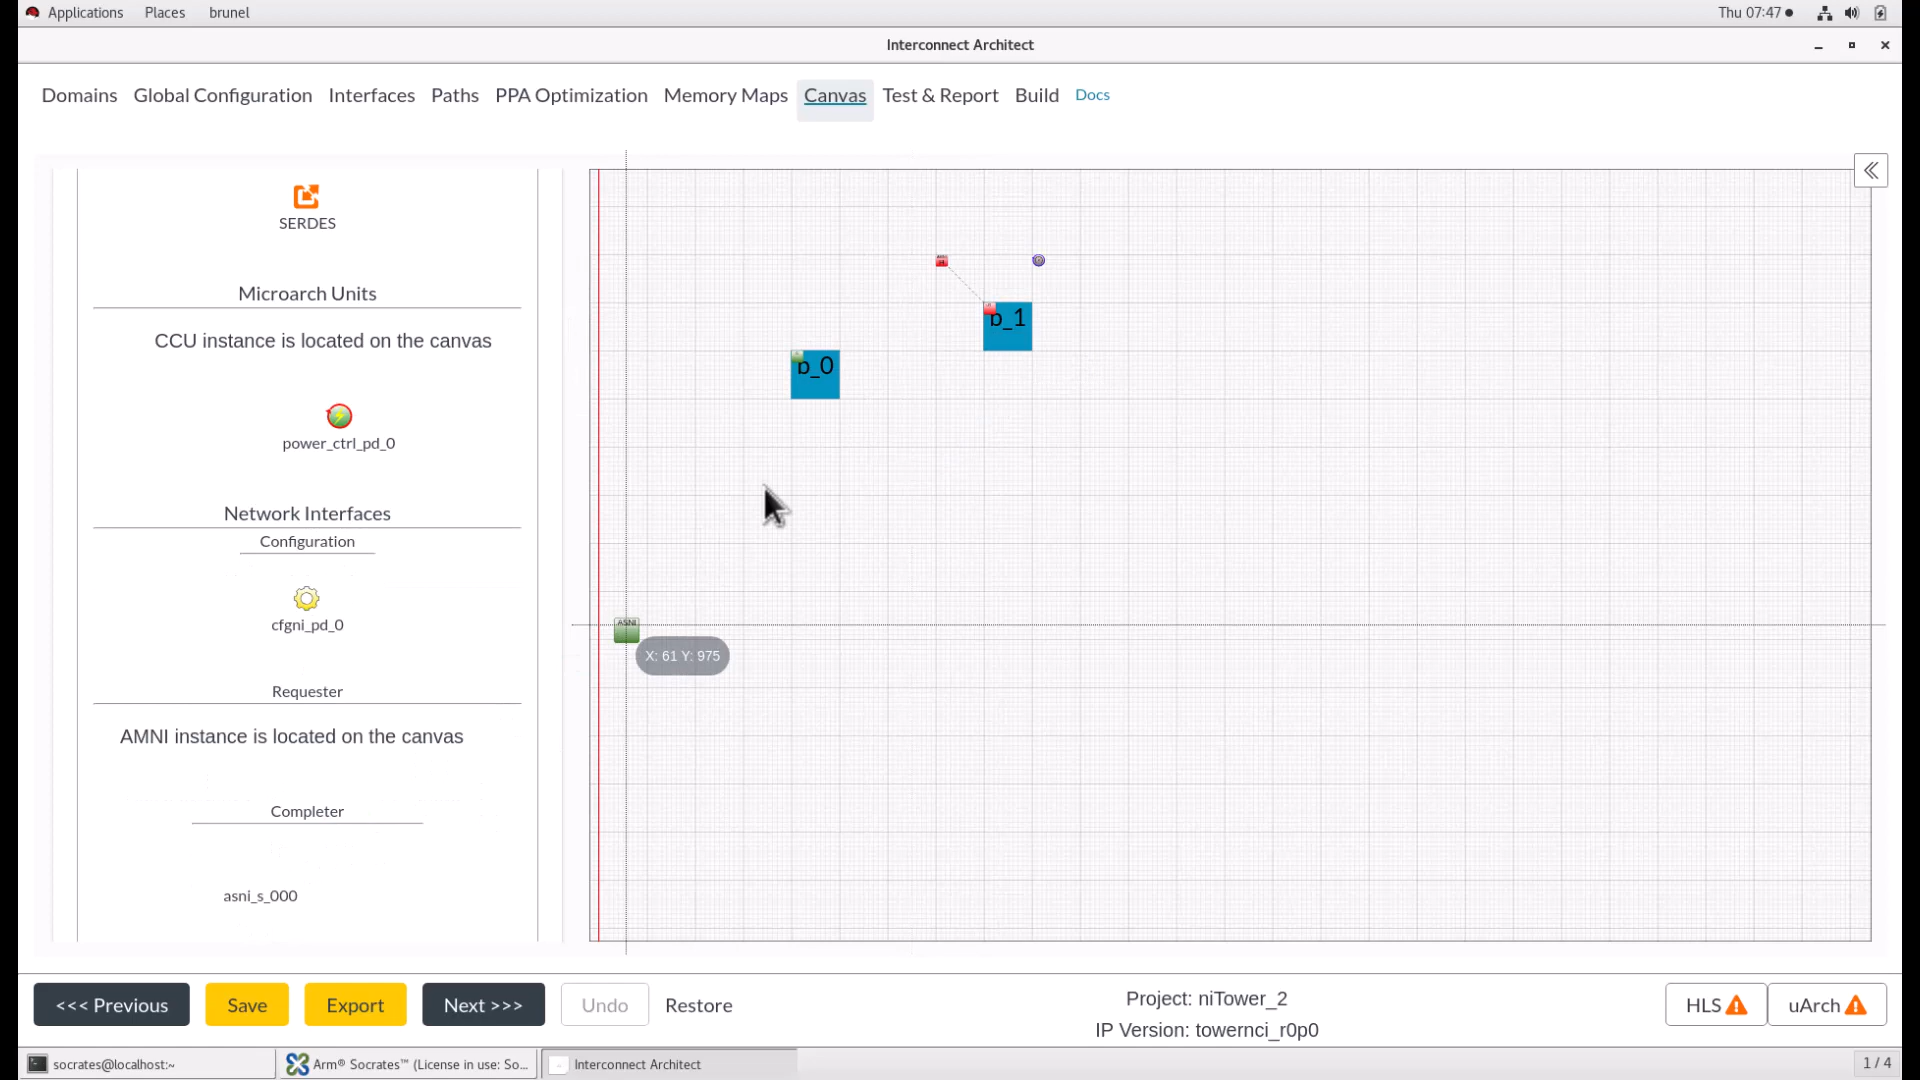 Applications Places brunel Thu 07:47
Interconnect Architect
Domains Global Configuration Interfaces Paths PPA Optimization Memory Maps Canvas Test & Report Build Docs
SERDES
Microarch Units
CCU instance is located on the canvas
power_ctrl_pd_0
Network Interfaces
Configuration
cfgni_pd_0
Requester
AMNI instance is located on the canvas
Completer
asni_s_000
b_1
b_0
ASNI
X: 61 Y: 975
<<< Previous Save Export Next >>> Undo Restore
Project: niTower_2
IP Version: towernci_r0p0
HLS uArch
socrates@localhost:~ Arm® Socrates™ (License in use: So... Interconnect Architect 1 / 4